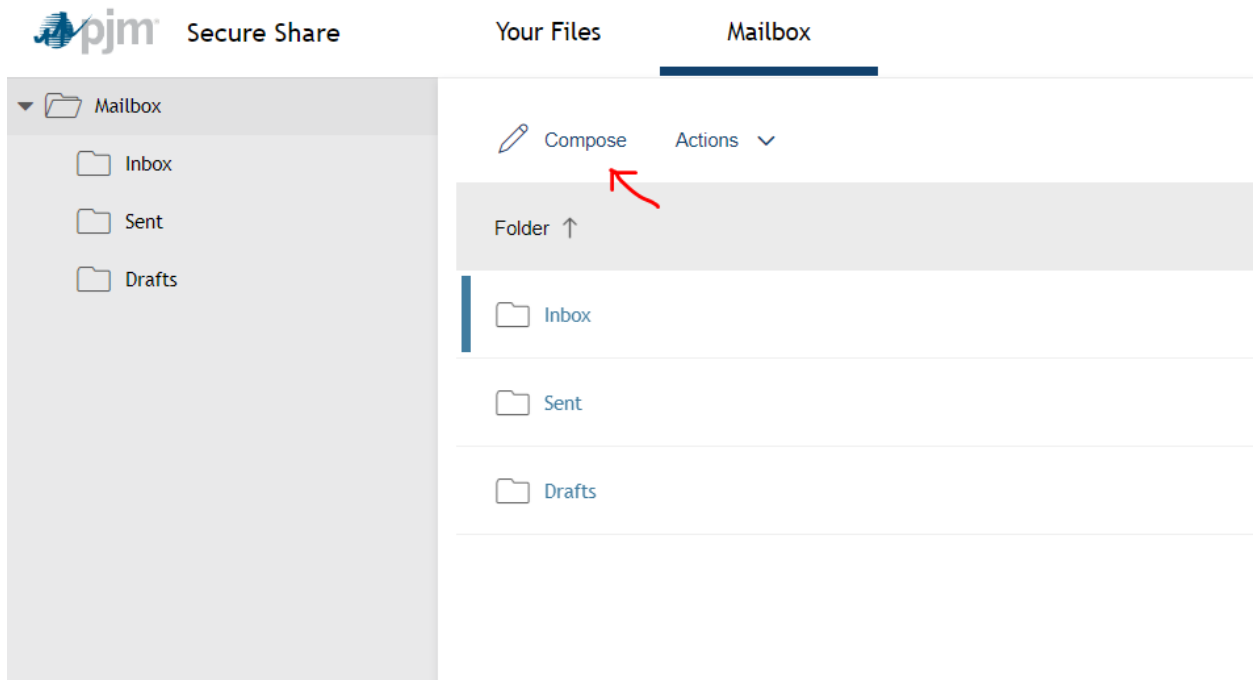 pjm Secure Share Your Files Mailbox
Mailbox
Inbox
Sent
Drafts
Compose Actions
Folder
Inbox
Sent
Drafts